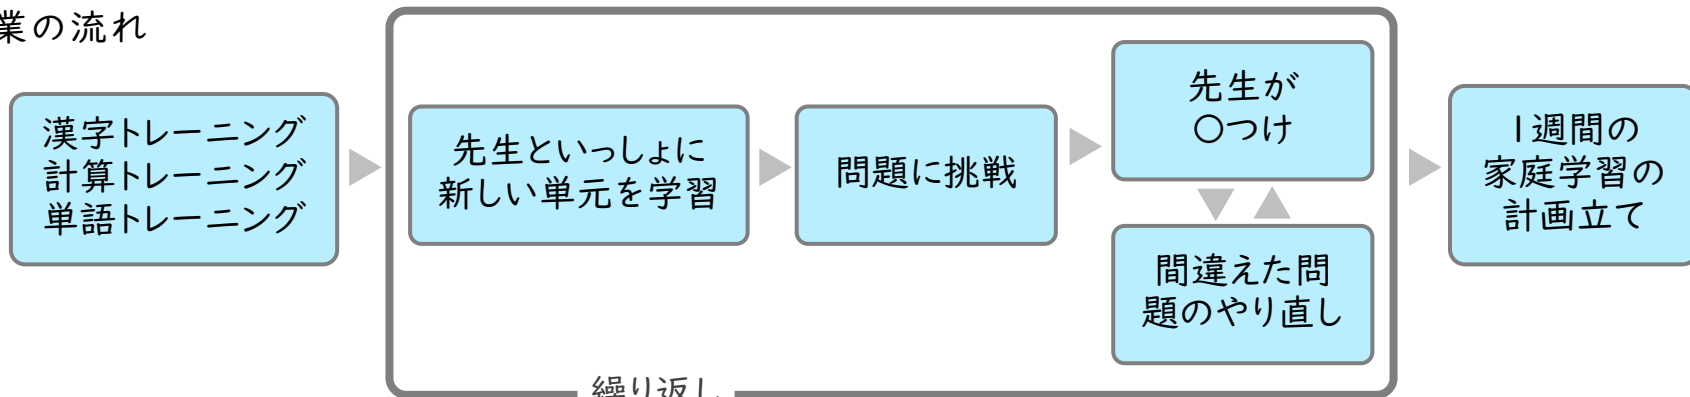 業の流れ
漢字トレーニング
計算トレーニング
単語トレーニング
先生といっしょに
新しい単元を学習
問題に挑戦
先生が
〇つけ
間違えた問
題のやり直し
1週間の
家庭学習の
計画立て
繰り返し